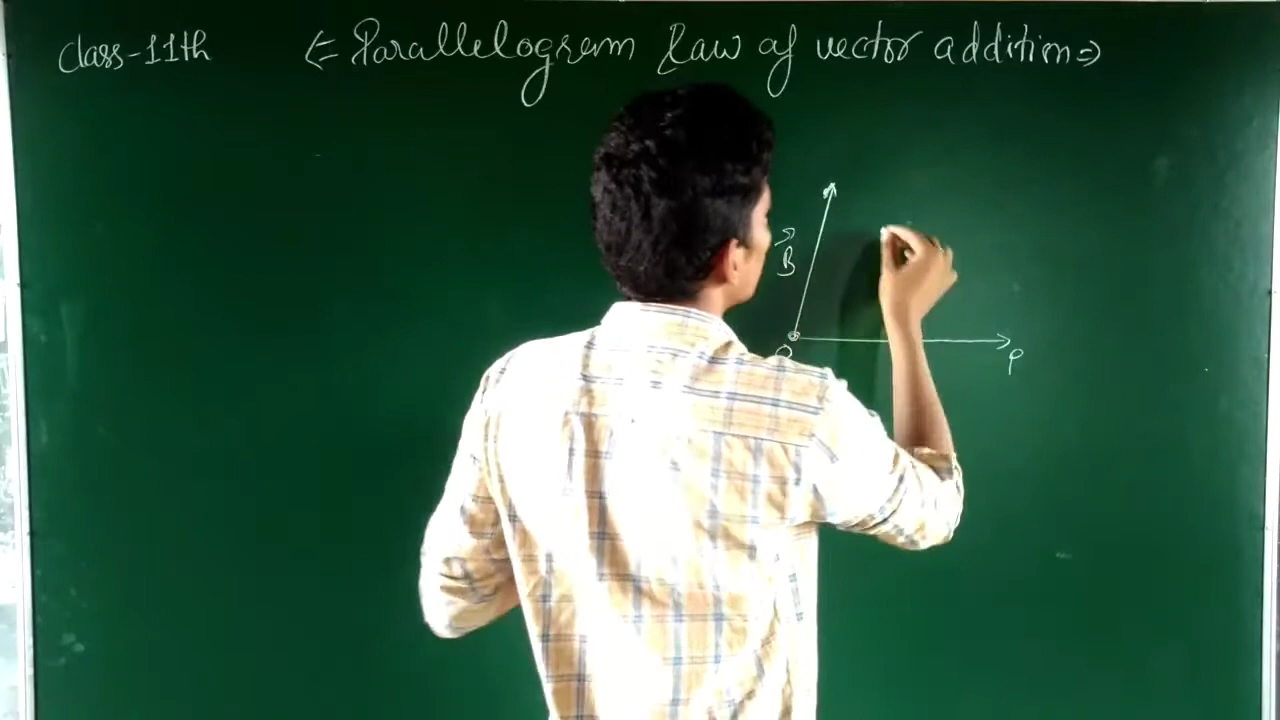 Class-11th
(= Parallelogram Law of vector addition =)
B
O
P